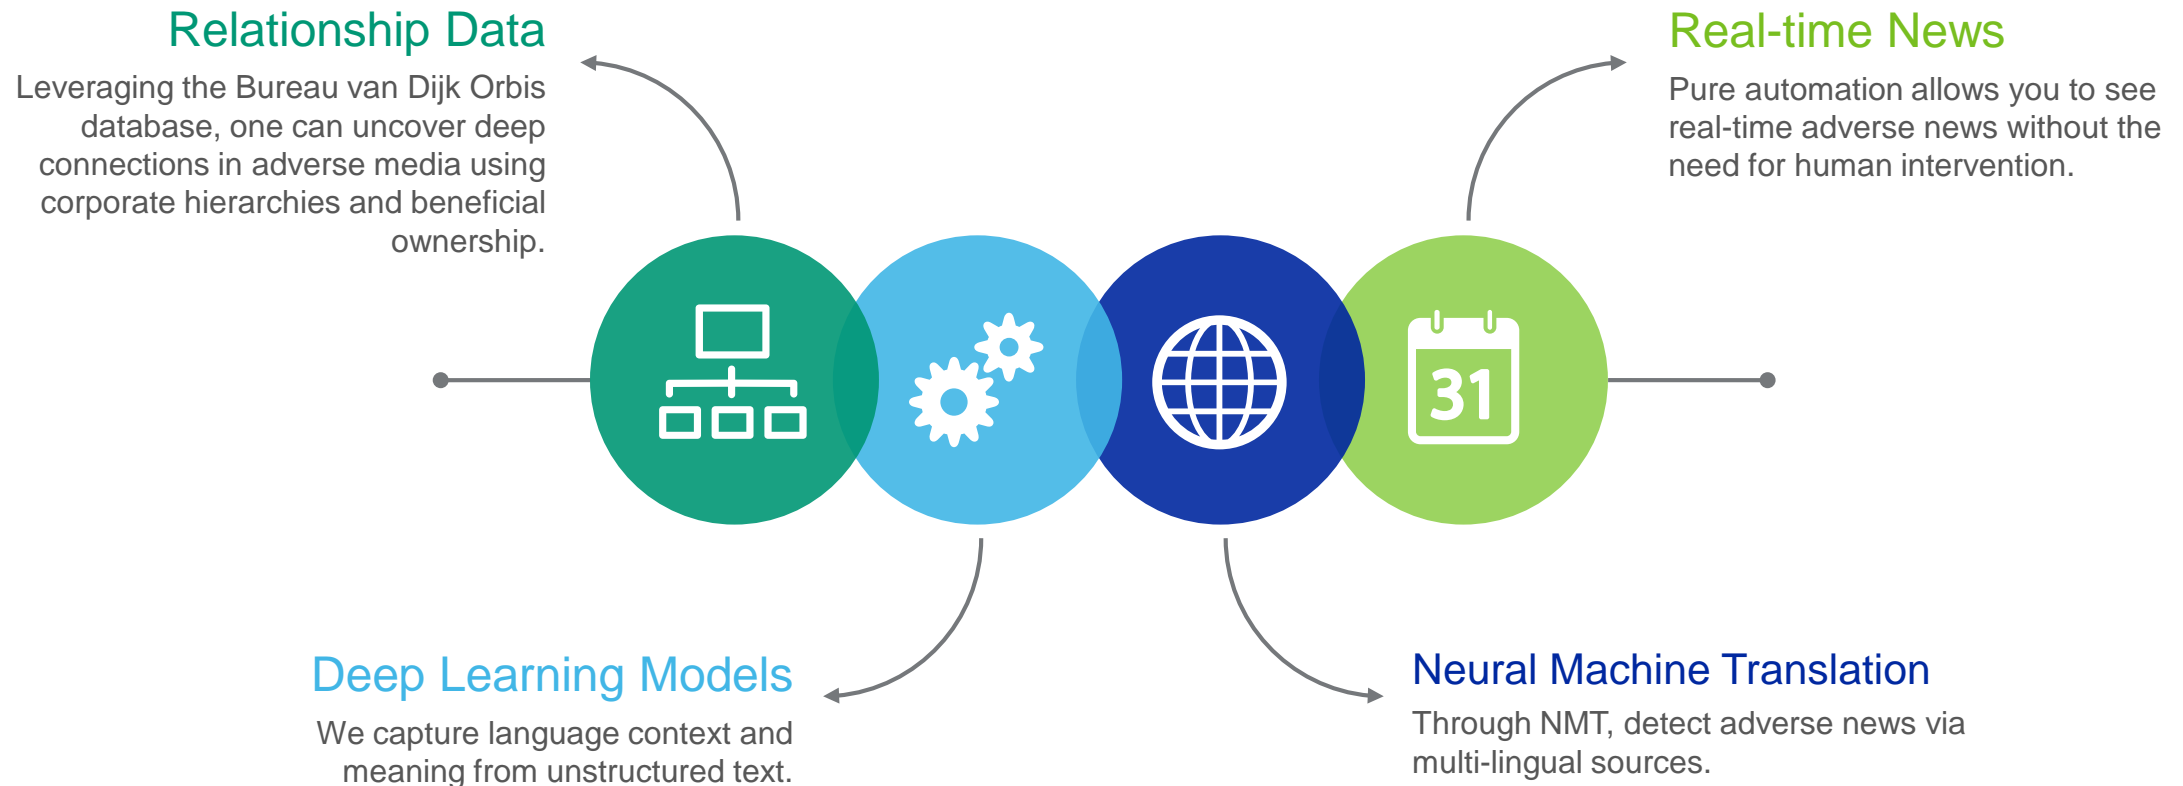 Relationship Data
Leveraging the Bureau van Dijk Orbis
database, one can uncover deep
connections in adverse media using
corporate hierarchies and beneficial
ownership.
Real-time News
Pure automation allows you to see
real-time adverse news without the
need for human intervention.
31
Deep Learning Models
We capture language context and
meaning from unstructured text.
Neural Machine Translation
Through NMT, detect adverse news via
multi-lingual sources.